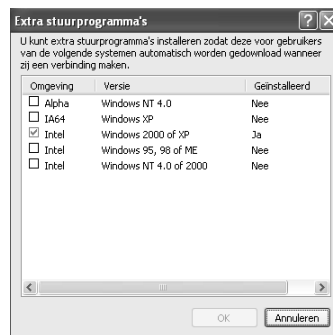 Extra stuurprogramma's
U kunt extra stuurprogramma's installeren zodat deze voor gebruikers
van de volgende systemen automatisch worden gedownload wanneer
zij een verbinding maken.
Omgeving Versie Geïnstalleerd
Alpha Windows NT 4.0 Nee
IA64 Windows XP Nee
Intel Windows 2000 of XP Ja
Intel Windows 95, 98 of ME Nee
Intel Windows NT 4.0 of 2000 Nee
OK Annuleren